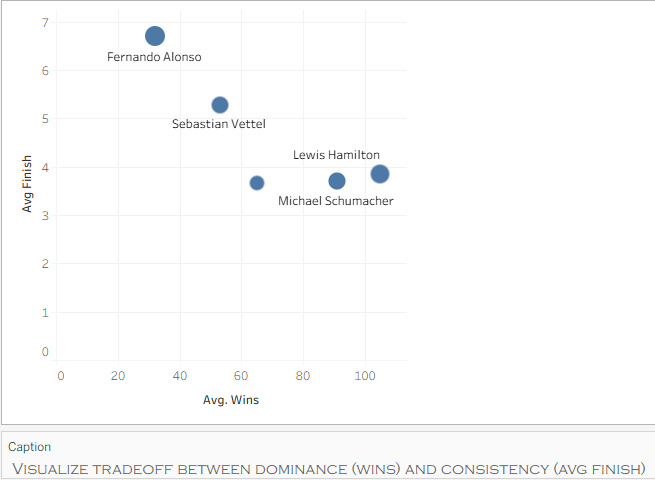 7
Fernando Alonso
6
5
Sebastian Vettel
Lewis Hamilton
4
Michael Schumacher
Avg Finish
3
2
1
0
0 20 40 60 80 100
Avg. Wins
Caption
Visualize tradeoff between dominance (wins) and consistency (avg finish)